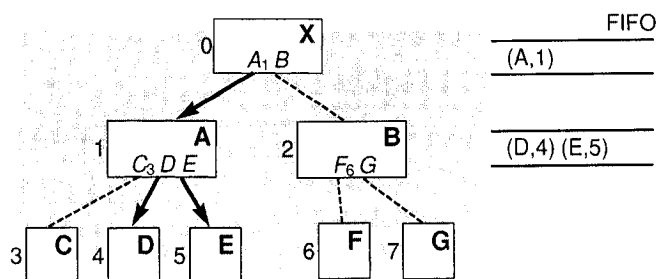 FIFO
0 X
A₁ B
(A,1)
1 A
2 B
C₃ D E
F₆ G
(D,4) (E,5)
3 C
4 D
5 E
6 F
7 G